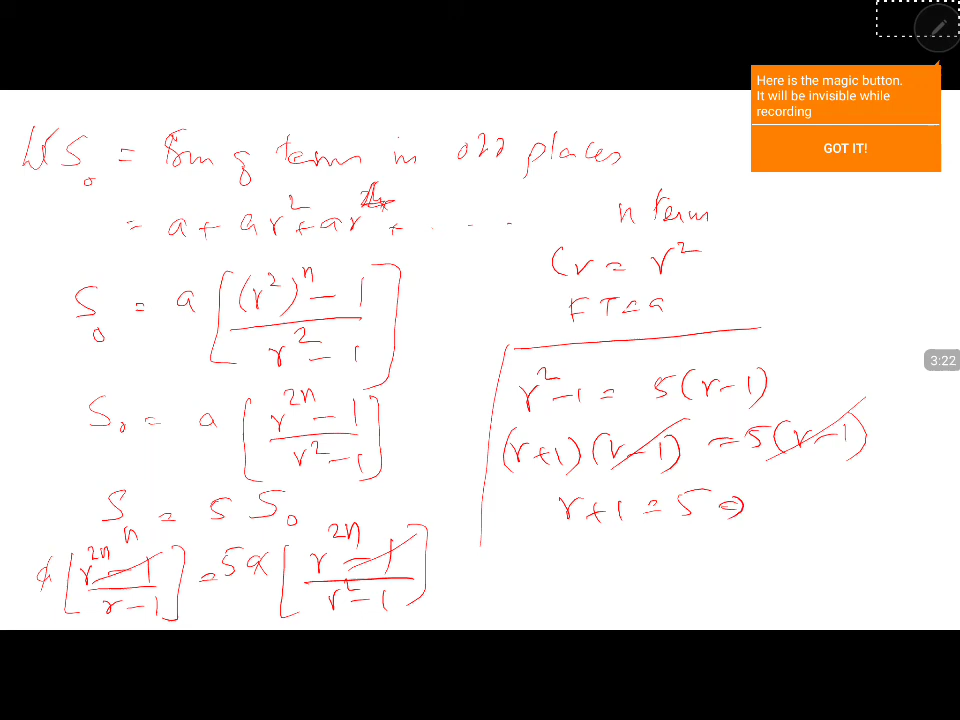 Here is the magic button.
It will be invisible while
recording
GOT IT!
3:22
S₀ = Sum of term in odd places
= a + ar² + ar⁴ + . . . . .
n term
Cr = r²
FT = a
S₀ = a [ (r²)ⁿ - 1 / r² - 1 ]
S₀ = a [ r²ⁿ - 1 / r² - 1 ]
Sₙ = 5 S₀
a [ r²ⁿ - 1 / r - 1 ] = 5a [ r²ⁿ - 1 / r² - 1 ]
r² - 1 = 5(r - 1)
(r + 1)(r - 1) = 5(r - 1)
r + 1 = 5 ⇒